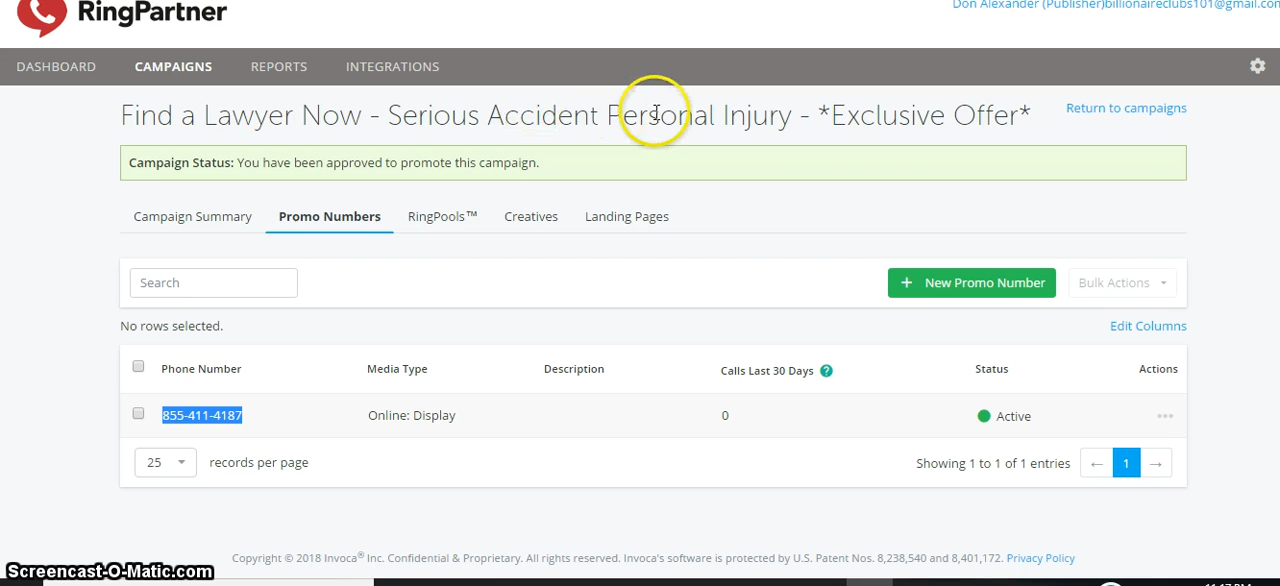 RingPartner
Don Alexander (Publisher)billionaireclubs101@gmail.com
DASHBOARD CAMPAIGNS REPORTS INTEGRATIONS
Find a Lawyer Now - Serious Accident Personal Injury - *Exclusive Offer* Return to campaigns
Campaign Status: You have been approved to promote this campaign.
Campaign Summary Promo Numbers RingPools™ Creatives Landing Pages
Search + New Promo Number Bulk Actions
No rows selected. Edit Columns
Phone Number Media Type Description Calls Last 30 Days ? Status Actions
855-411-4187 Online: Display 0 Active ...
25 records per page Showing 1 to 1 of 1 entries ← 1 →
Copyright © 2018 Invoca® Inc. Confidential & Proprietary. All rights reserved. Invoca's software is protected by U.S. Patent Nos. 8,238,540 and 8,401,172. Privacy Policy
Screencast-O-Matic.com
11:17 PM